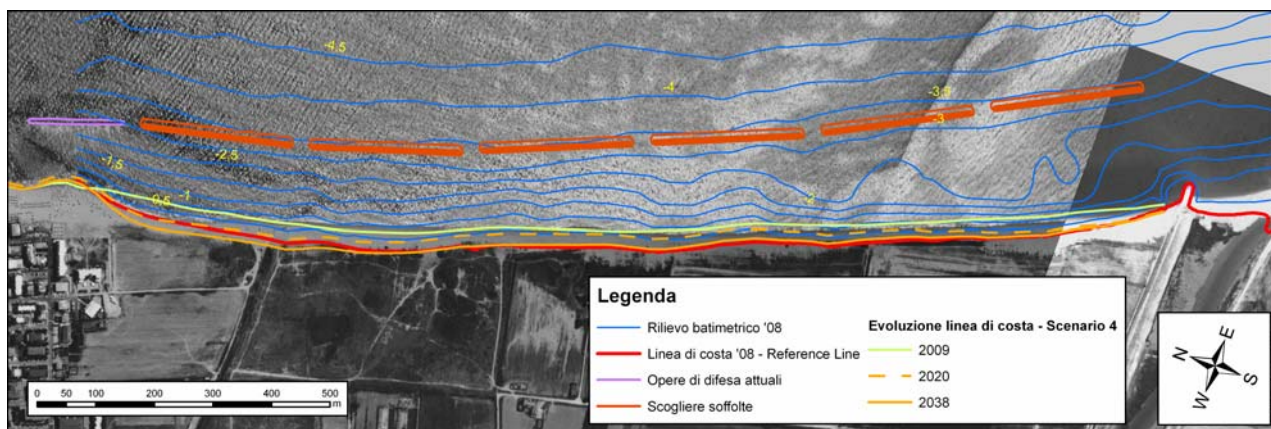 -4,5
-4
-3,5
-3
-2,5
-1,5
-1
-0,5
-2
Legenda
Rilievo batimetrico '08
Linea di costa '08 - Reference Line
Opere di difesa attuali
Scogliere soffolte
Evoluzione linea di costa - Scenario 4
2009
2020
2038
0 50 100 200 300 400 500
m
N
E
S
W